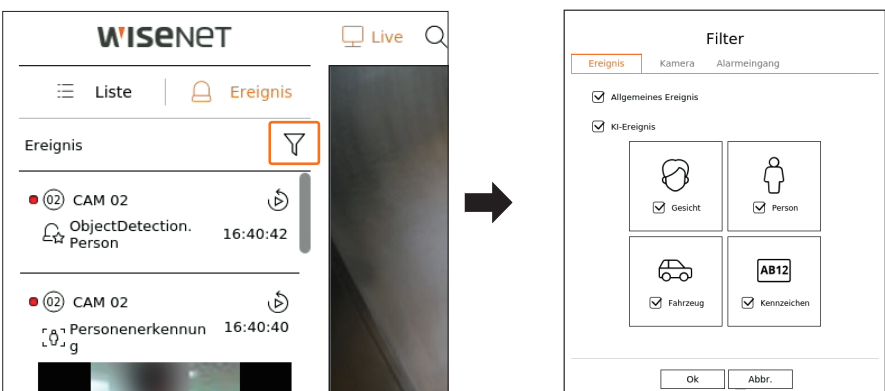 WISENET
Live
Liste
Ereignis
Ereignis
02 CAM 02
ObjectDetection.
Person
16:40:42
02 CAM 02
Personenerkennun
g
16:40:40
Filter
Ereignis Kamera Alarmeingang
Allgemeines Ereignis
KI-Ereignis
Gesicht
Person
AB12
Fahrzeug
Kennzeichen
Ok Abbr.